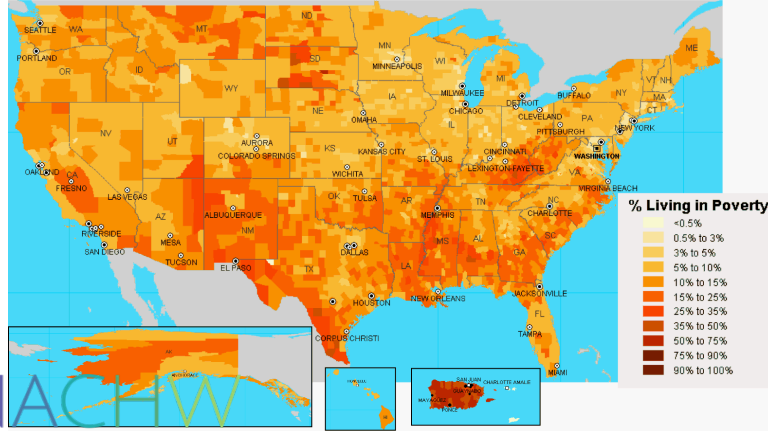 ND
WA
SEATTLE
MT
ME
MN
PORTLAND
VT
NH
MINNEAPOLIS
WI
SD
OR
ID
MI
NY
WY
MILWAUKEE
BUFFALO
MA
DETROIT
CT
IA
CHICAGO
NE
CLEVELAND
PA
OMAHA
PITTSBURGH
NEW YORK
IL
NV
UT
AURORA
OAKLAND
COLORADO SPRINGS
KS
KANSAS CITY
CINCINNATI
WASHINGTON
ST. LOUIS
LEXINGTON-FAYETTE
CA
VA
FRESNO
WICHITA
VIRGINIA BEACH
LAS VEGAS
OK
TULSA
AR
TN
NC
ALBUQUERQUE
MEMPHIS
CHARLOTTE
AZ
RIVERSIDE
NM
MESA
MS
AL
SC
SAN DIEGO
DALLAS
GA
TUCSON
EL PASO
TX
LA
JACKSONVILLE
HOUSTON
NEW ORLEANS
FL
CORPUS CHRISTI
TAMPA
MIAMI
% Living in Poverty
<0.5%
0.5% to 3%
3% to 5%
5% to 10%
10% to 15%
15% to 25%
25% to 35%
35% to 50%
50% to 75%
75% to 90%
90% to 100%
AK
ANCHORAGE
SAN JUAN
CHARLOTTE AMALIE
PONCE
ACHW